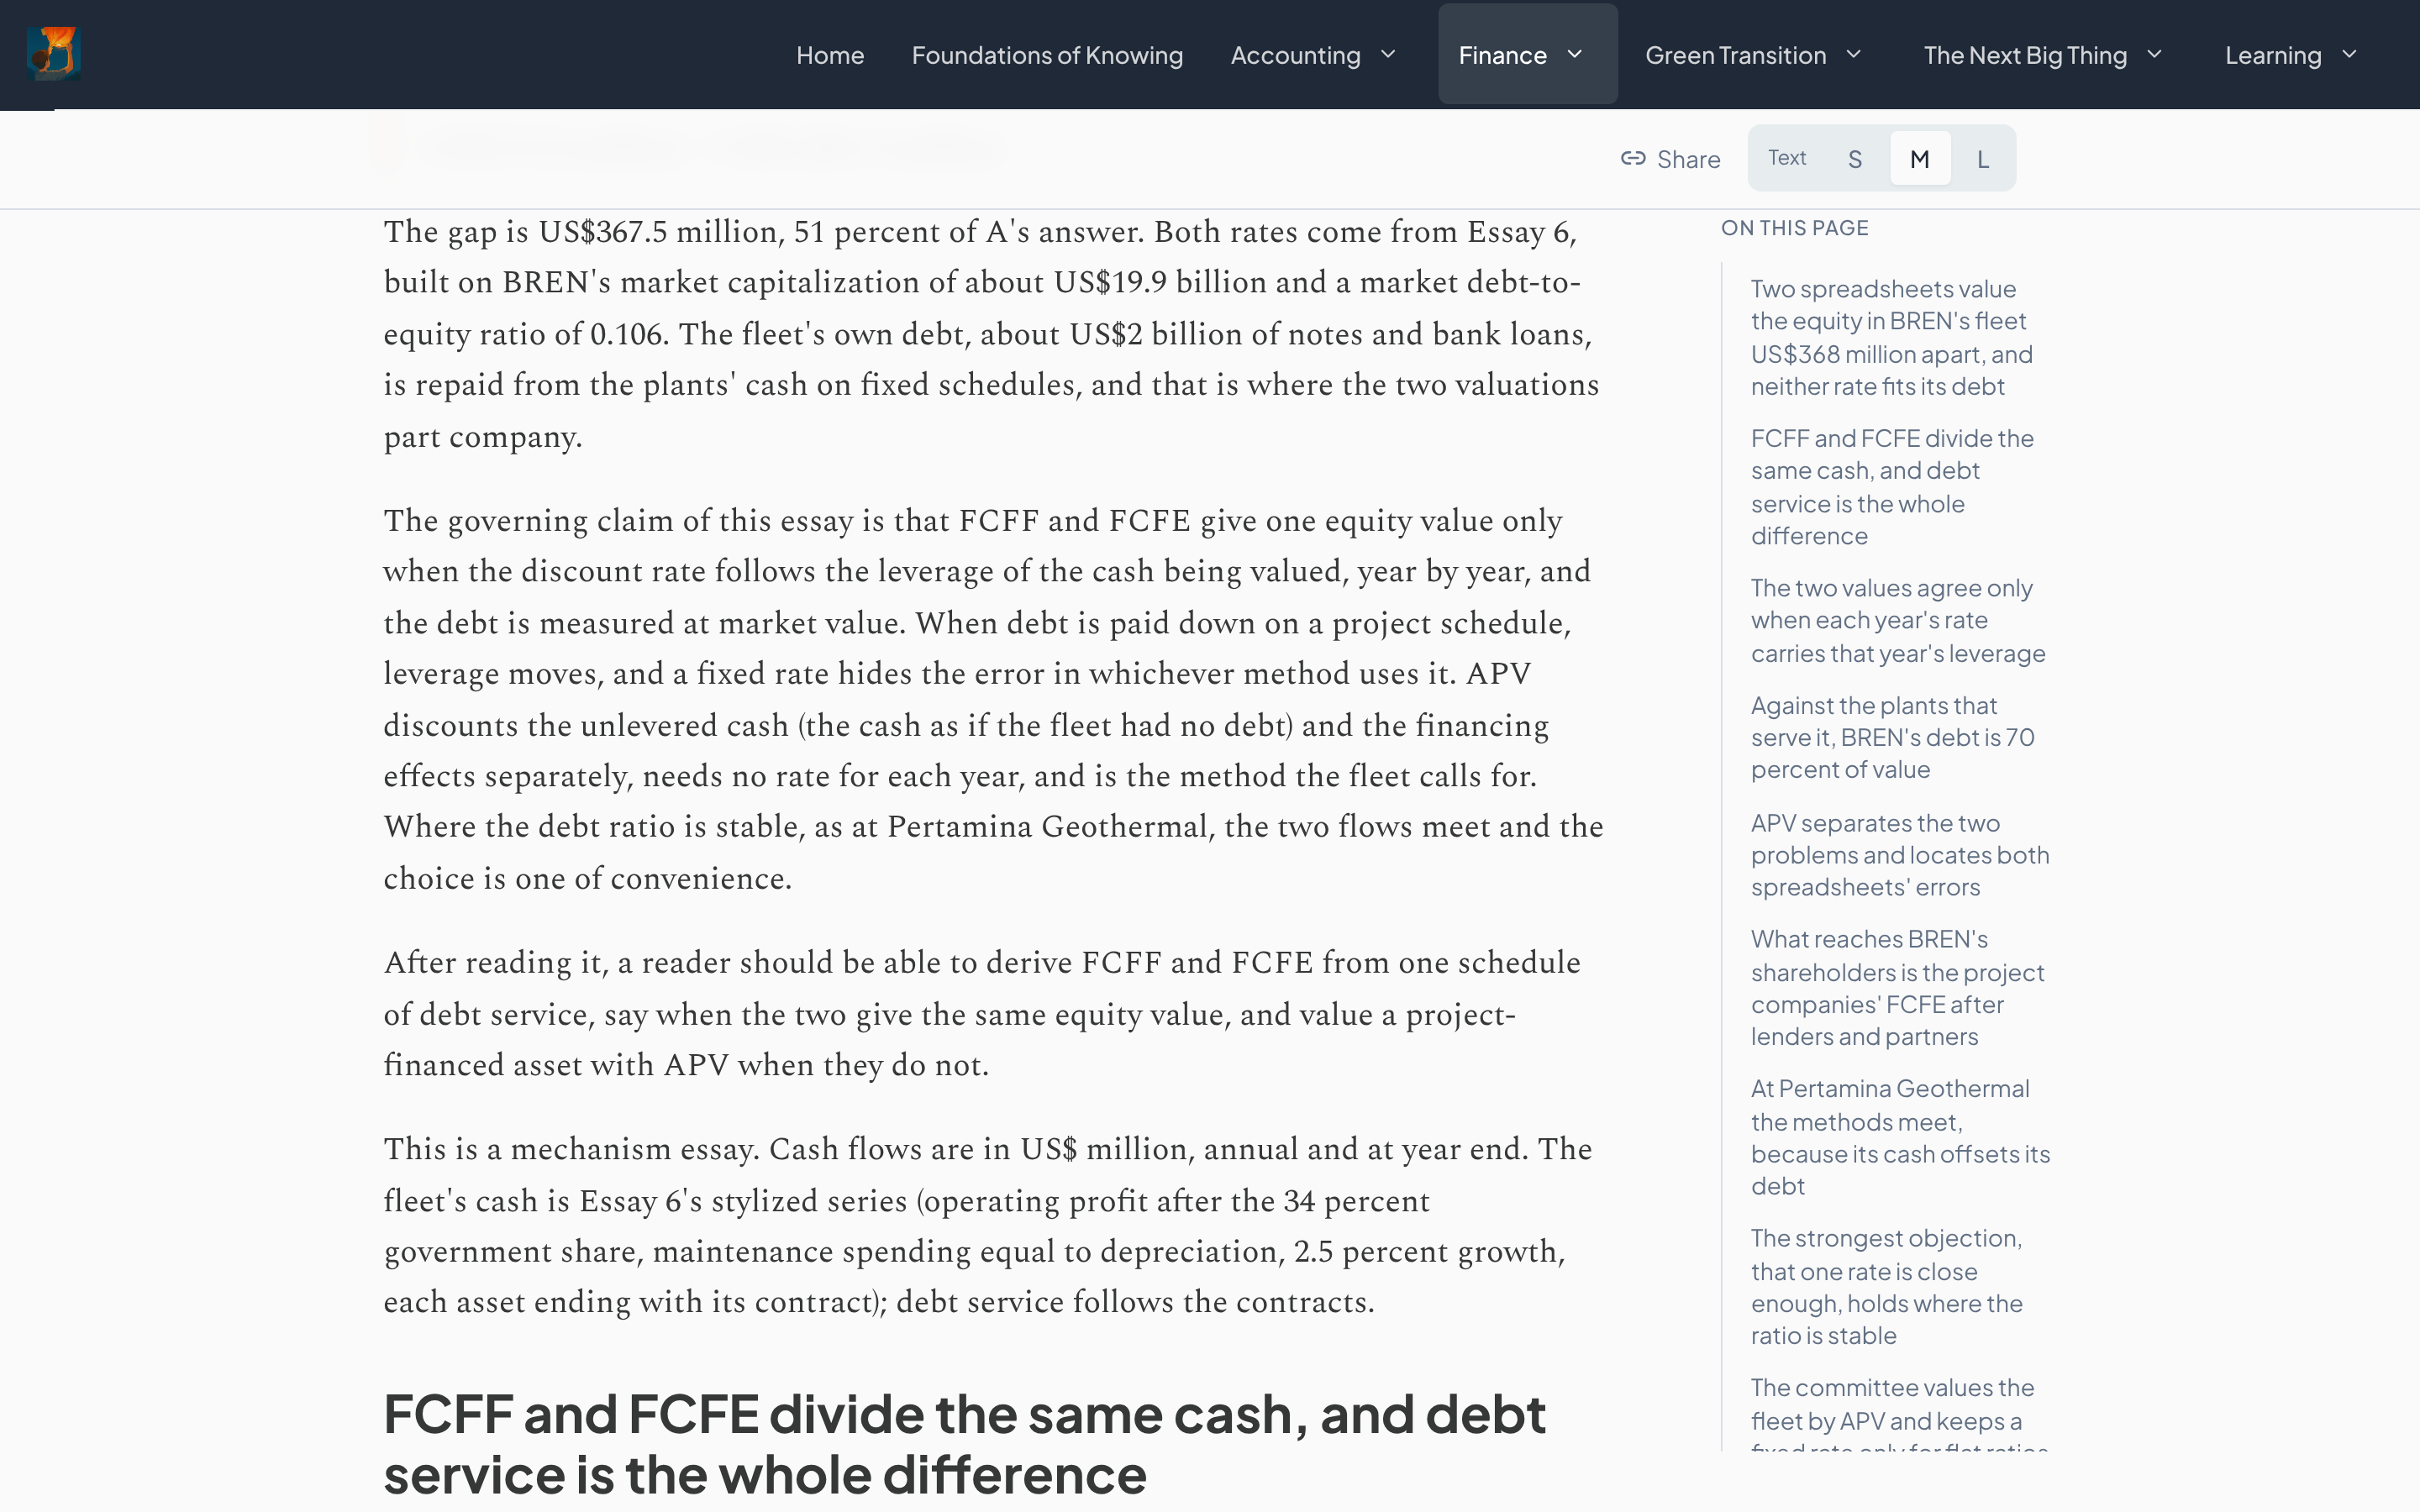 Home
Foundations of Knowing
Accounting
Finance
Green Transition
The Next Big Thing
Learning
Share
Text
S
M
L
The gap is US$367.5 million, 51 percent of A's answer. Both rates come from Essay 6,
built on BREN's market capitalization of about US$19.9 billion and a market debt-to-
equity ratio of 0.106. The fleet's own debt, about US$2 billion of notes and bank loans,
is repaid from the plants' cash on fixed schedules, and that is where the two valuations
part company.
The governing claim of this essay is that FCFF and FCFE give one equity value only
when the discount rate follows the leverage of the cash being valued, year by year, and
the debt is measured at market value. When debt is paid down on a project schedule,
leverage moves, and a fixed rate hides the error in whichever method uses it. APV
discounts the unlevered cash (the cash as if the fleet had no debt) and the financing
effects separately, needs no rate for each year, and is the method the fleet calls for.
Where the debt ratio is stable, as at Pertamina Geothermal, the two flows meet and the
choice is one of convenience.
After reading it, a reader should be able to derive FCFF and FCFE from one schedule
of debt service, say when the two give the same equity value, and value a project-
financed asset with APV when they do not.
This is a mechanism essay. Cash flows are in US$ million, annual and at year end. The
fleet's cash is Essay 6's stylized series (operating profit after the 34 percent
government share, maintenance spending equal to depreciation, 2.5 percent growth,
each asset ending with its contract); debt service follows the contracts.
FCFF and FCFE divide the same cash, and debt
service is the whole difference
ON THIS PAGE
Two spreadsheets value
the equity in BREN's fleet
US$368 million apart, and
neither rate fits its debt
FCFF and FCFE divide the
same cash, and debt
service is the whole
difference
The two values agree only
when each year's rate
carries that year's leverage
Against the plants that
serve it, BREN's debt is 70
percent of value
APV separates the two
problems and locates both
spreadsheets' errors
What reaches BREN's
shareholders is the project
companies' FCFE after
lenders and partners
At Pertamina Geothermal
the methods meet,
because its cash offsets its
debt
The strongest objection,
that one rate is close
enough, holds where the
ratio is stable
The committee values the
fleet by APV and keeps a
fixed rate only for flat ratios